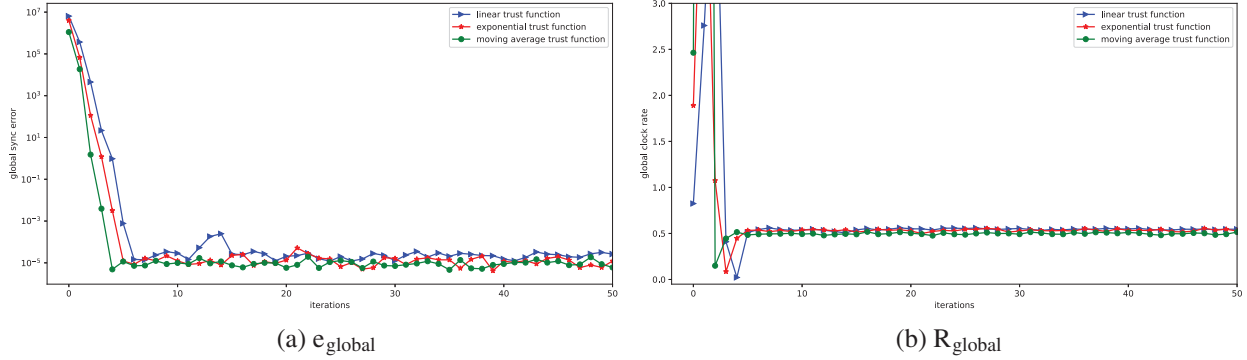 10^7
10^5
10^3
10^1
10^-1
10^-3
10^-5
global sync error
0
10
20
30
40
50
iterations
linear trust function
exponential trust function
moving average trust function
(a) e_global
3.0
2.5
2.0
1.5
1.0
0.5
0.0
global clock rate
0
10
20
30
40
50
iterations
linear trust function
exponential trust function
moving average trust function
(b) R_global